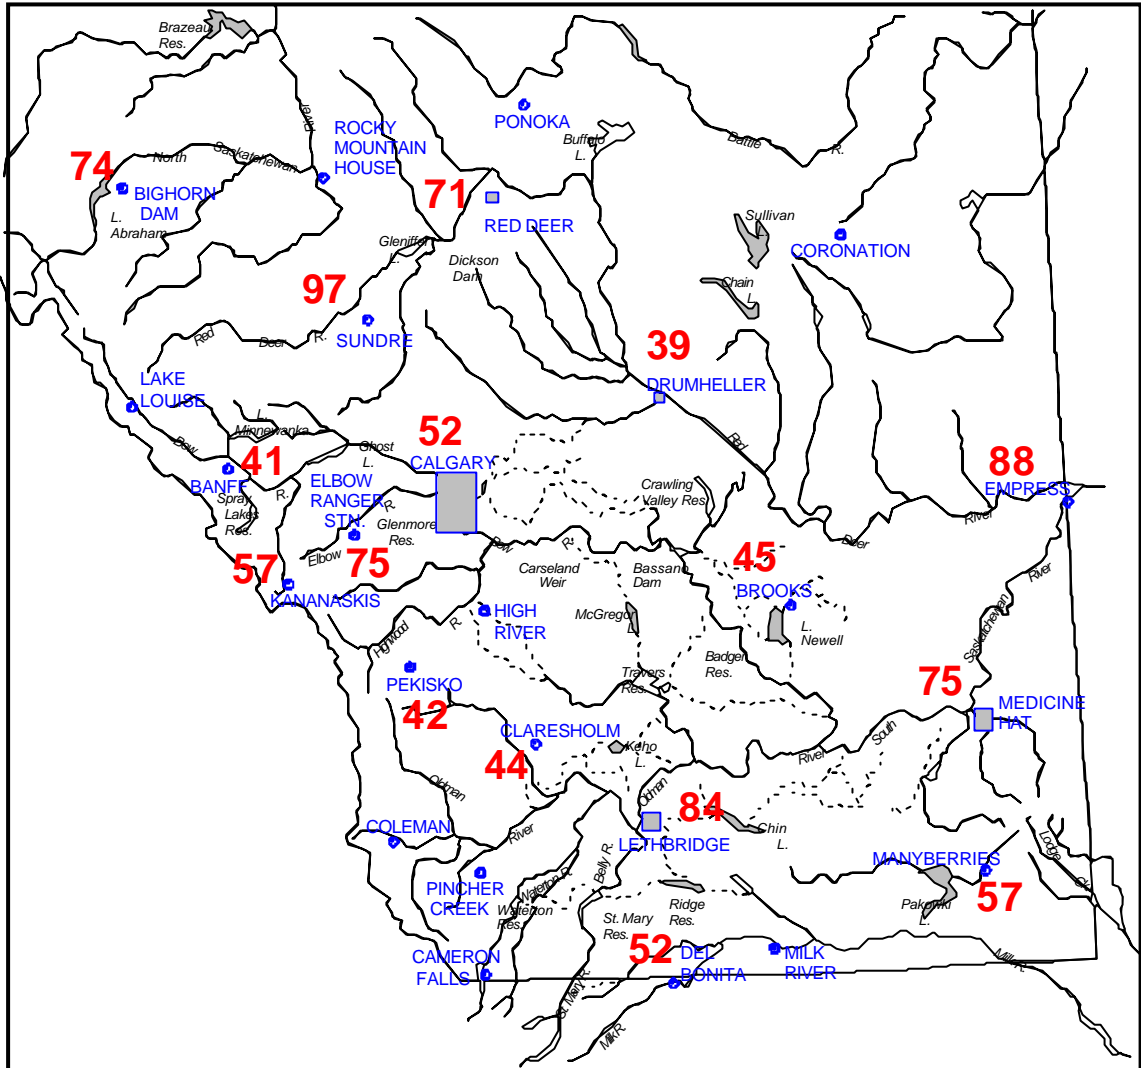 Brazeau
Res.
River
ROCKY
MOUNTAIN
HOUSE
PONOKA
Buffalo
L.
Battle
R.
North
Saskatchewan
74
BIGHORN
DAM
L.
Abraham
71
RED DEER
Sullivan
L.
CORONATION
Gleniffer
L.
Dickson
Dam
Chain
L.
97
Red
Deer
R.
SUNDRE
39
DRUMHELLER
LAKE
LOUISE
L.
Minnewanka
Bow
Ghost
L.
52
CALGARY
Red
41
BANFF
R.
Spray
Lakes
Res.
ELBOW
RANGER
STN.
R.
Glenmore
Res.
Crawling
Valley Res.
88
EMPRESS
River
Deer
Elbow
75
57
KANANASKIS
Bow
R.
Carseland
Weir
Bassano
Dam
45
BROOKS
River
Saskatchewan
HIGH
RIVER
R.
Highwood
McGregor
L.
L.
Newell
Badger
Res.
Travers
Res.
PEKISKO
42
75
MEDICINE
HAT
CLARESHOLM
44
Keho
L.
South
River
Oldman
Oldman
84
LETHBRIDGE
Chin
L.
COLEMAN
River
PINCHER
CREEK
Belly R.
Waterton R.
Waterton
Res.
MANYBERRIES
57
Lodge
Ck.
Pakowki
L.
Ridge
Res.
St. Mary
Res.
52
DEL
BONITA
MILK
RIVER
Milk R.
CAMERON
FALLS
St. Mary R.
Milk R.